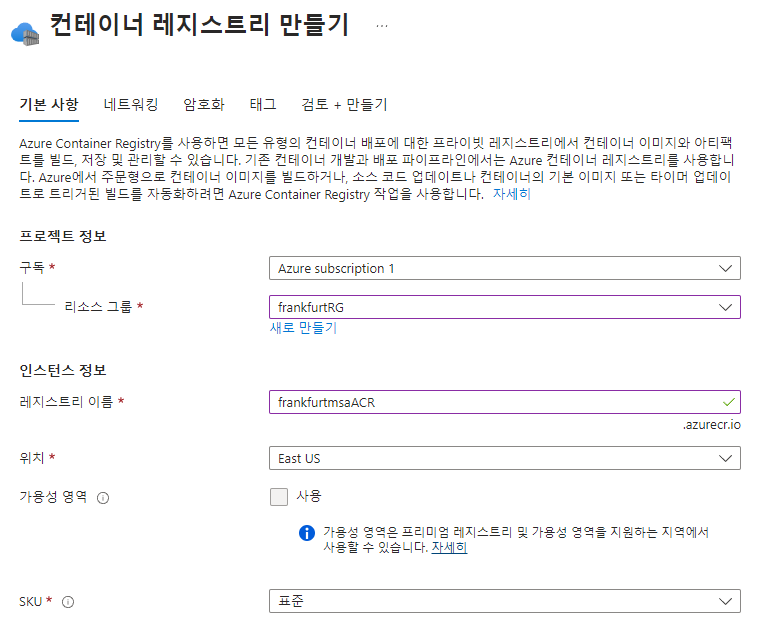 컨테이너 레지스트리 만들기 ...
기본 사항 네트워킹 암호화 태그 검토 + 만들기
Azure Container Registry를 사용하면 모든 유형의 컨테이너 배포에 대한 프라이빗 레지스트리에서 컨테이너 이미지와 아티팩
트를 빌드, 저장 및 관리할 수 있습니다. 기존 컨테이너 개발과 배포 파이프라인에서는 Azure 컨테이너 레지스트리를 사용합니
다. Azure에서 주문형으로 컨테이너 이미지를 빌드하거나, 소스 코드 업데이트나 컨테이너의 기본 이미지 또는 타이머 업데이
트로 트리거된 빌드를 자동화하려면 Azure Container Registry 작업을 사용합니다. 자세히
프로젝트 정보
구독 * Azure subscription 1
리소스 그룹 * frankfurtRG
새로 만들기
인스턴스 정보
레지스트리 이름 * frankfurtmsaACR
.azurecr.io
위치 * East US
가용성 영역 사용
가용성 영역은 프리미엄 레지스트리 및 가용성 영역을 지원하는 지역에서
사용할 수 있습니다. 자세히
SKU * 표준